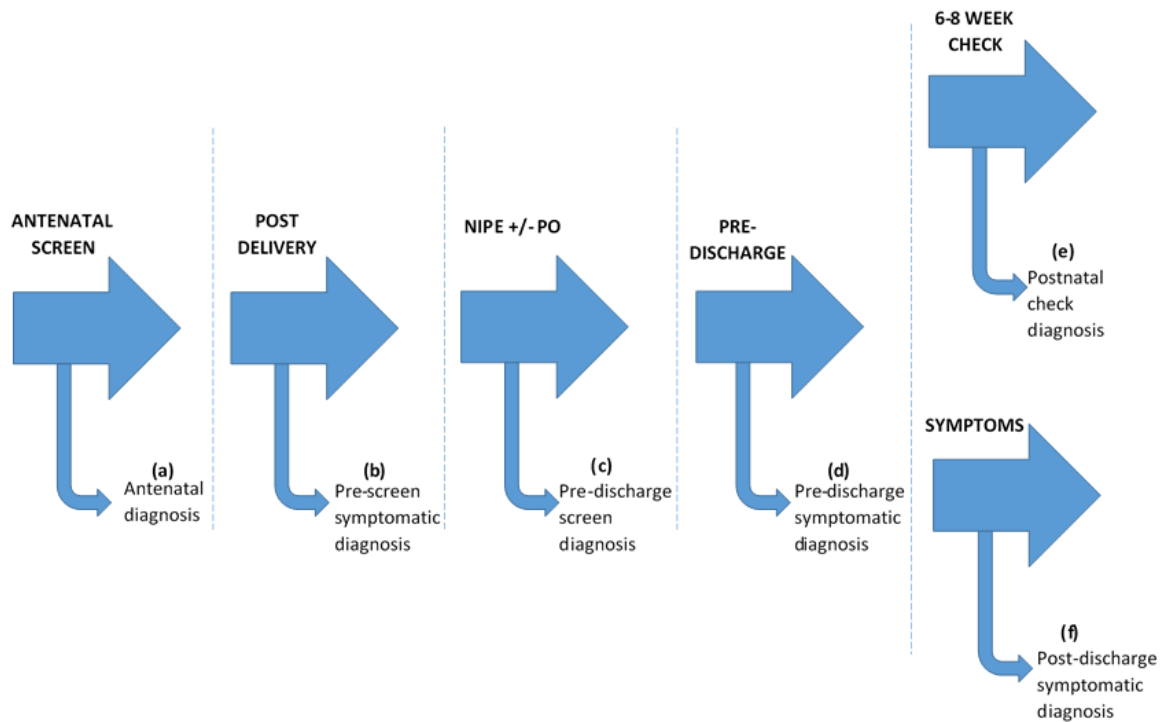 ANTENATAL
SCREEN
(a)
Antenatal
diagnosis
POST
DELIVERY
(b)
Pre-screen
symptomatic
diagnosis
NIPE +/- PO
(c)
Pre-discharge
screen
diagnosis
PRE-
DISCHARGE
(d)
Pre-discharge
symptomatic
diagnosis
6-8 WEEK
CHECK
(e)
Postnatal
check
diagnosis
SYMPTOMS
(f)
Post-discharge
symptomatic
diagnosis